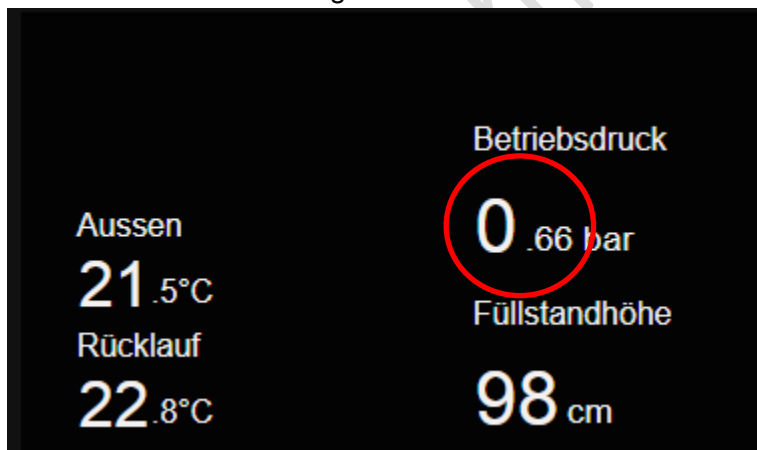 Betriebsdruck
0.66 bar
Aussen
21.5°C
Füllstandhöhe
Rücklauf
98 cm
22.8°C